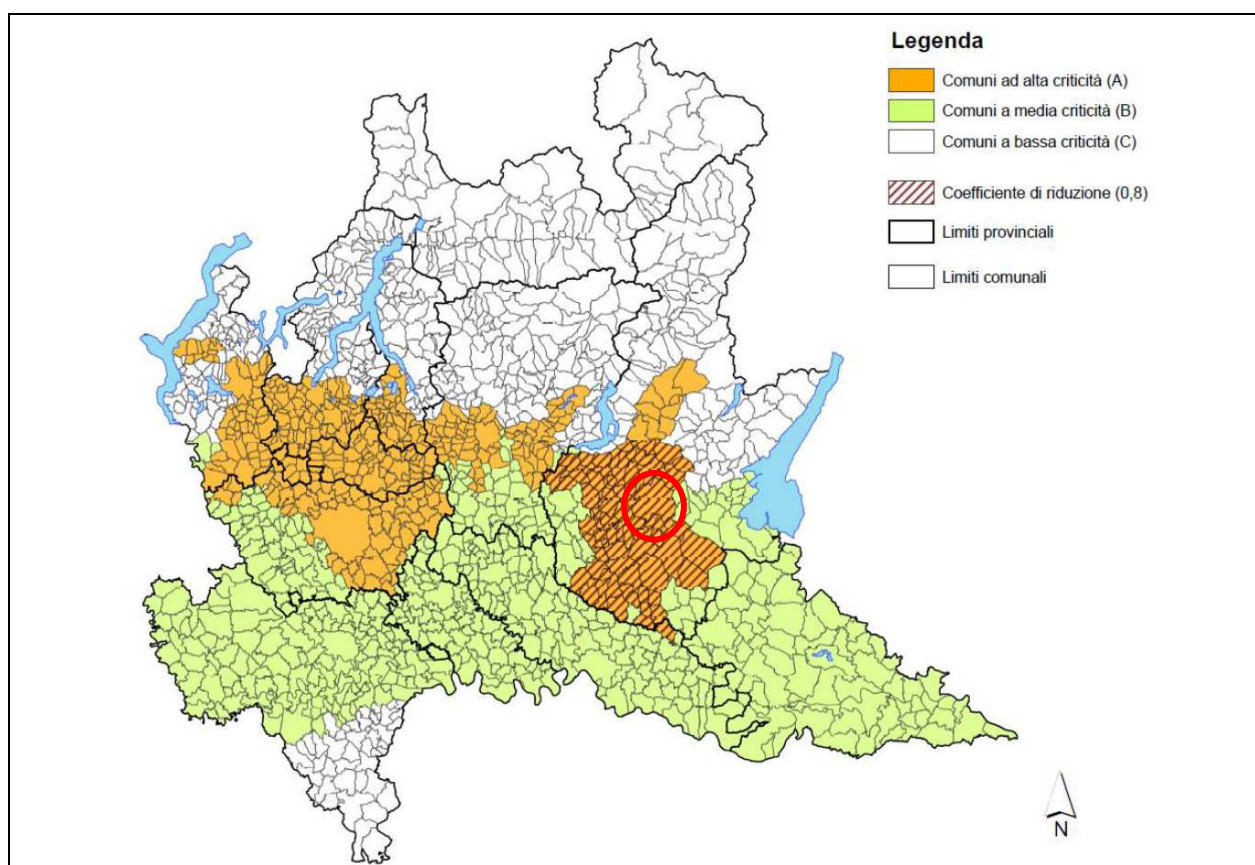 Legenda
Comuni ad alta criticità (A)
Comuni a media criticità (B)
Comuni a bassa criticità (C)
Coefficiente di riduzione (0,8)
Limiti provinciali
Limiti comunali
N